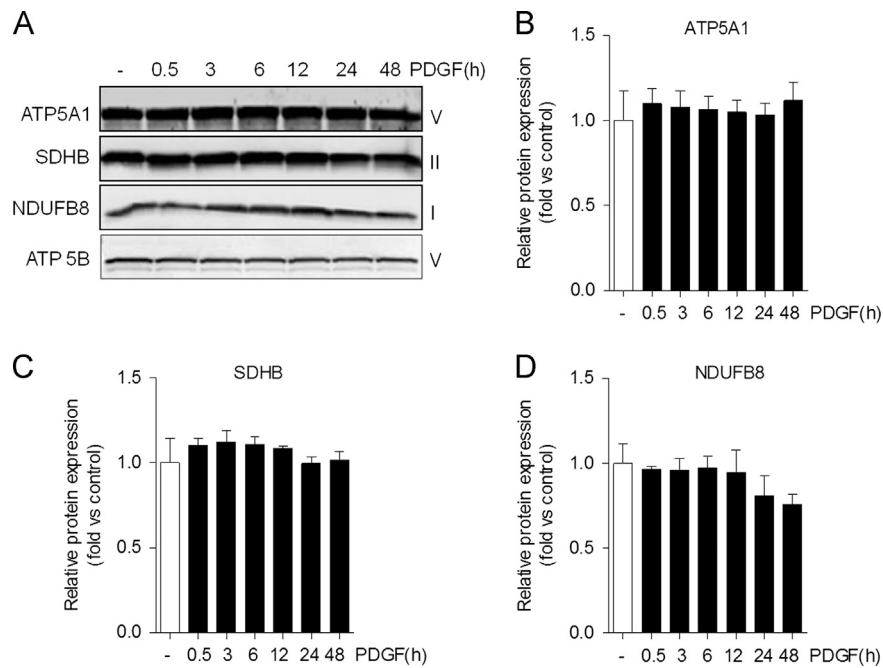 A
- 0.5 3 6 12 24 48 PDGF(h)
ATP5A1 V
SDHB II
NDUFB8 I
ATP 5B V
B
ATP5A1
Relative protein expression
(fold vs control)
1.5
1.0
0.5
0.0
- 0.5 3 6 12 24 48 PDGF(h)
C
SDHB
Relative protein expression
(fold vs control)
1.5
1.0
0.5
0.0
- 0.5 3 6 12 24 48 PDGF(h)
D
NDUFB8
Relative protein expression
(fold vs control)
1.5
1.0
0.5
0.0
- 0.5 3 6 12 24 48 PDGF(h)